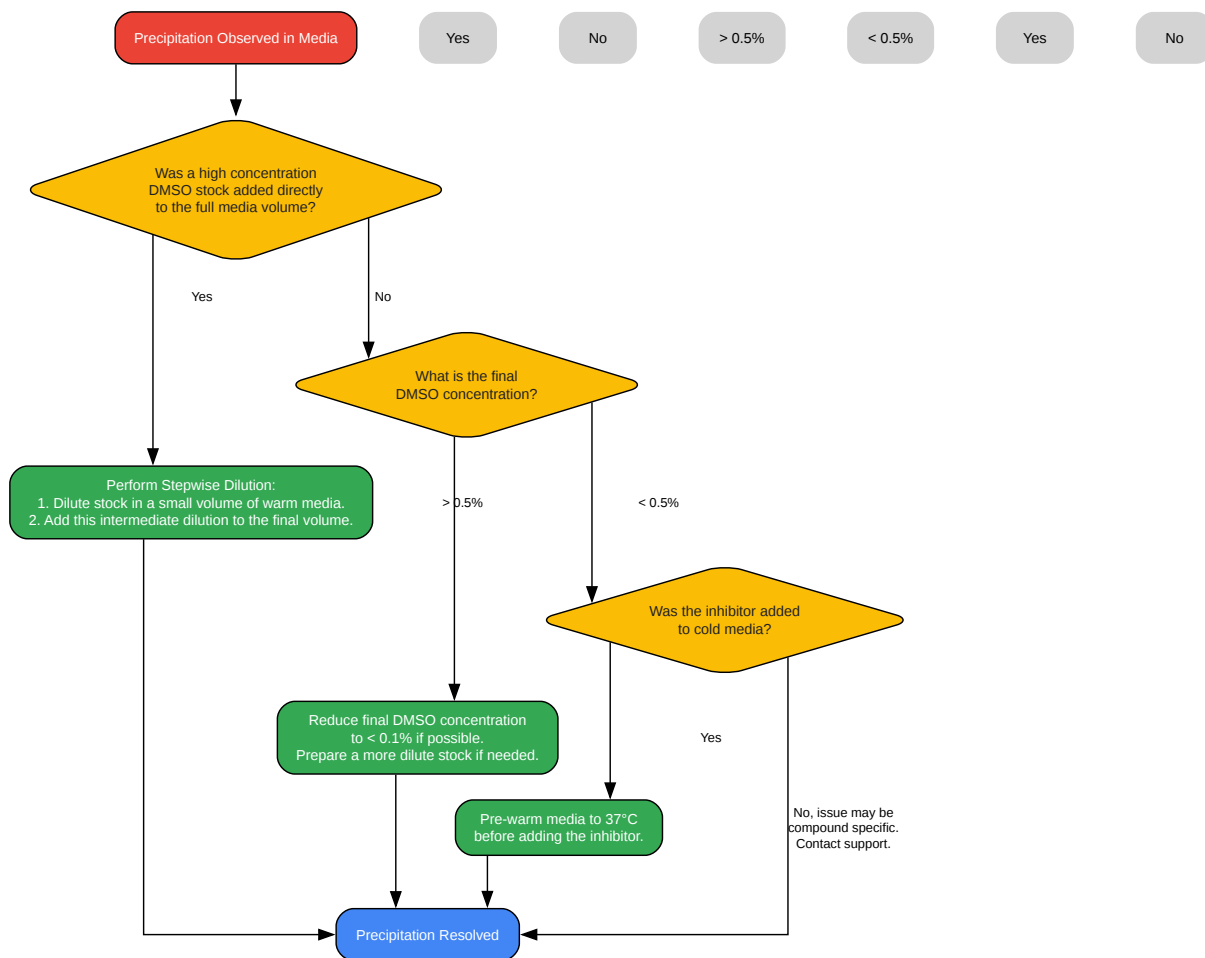 Precipitation Observed in Media
Yes
No
> 0.5%
< 0.5%
Yes
No
Was a high concentration
DMSO stock added directly
to the full media volume?
Yes
No
What is the final
DMSO concentration?
Perform Stepwise Dilution:
1. Dilute stock in a small volume of warm media.
2. Add this intermediate dilution to the final volume.
> 0.5%
< 0.5%
Was the inhibitor added
to cold media?
Reduce final DMSO concentration
to < 0.1% if possible.
Prepare a more dilute stock if needed.
Yes
Pre-warm media to 37°C
before adding the inhibitor.
No, issue may be
compound specific.
Contact support.
Precipitation Resolved